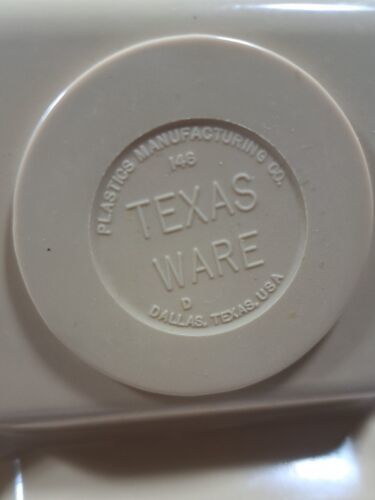 PLASTICS MANUFACTURING CO.
146
TEXAS
WARE
D
DALLAS, TEXAS, USA